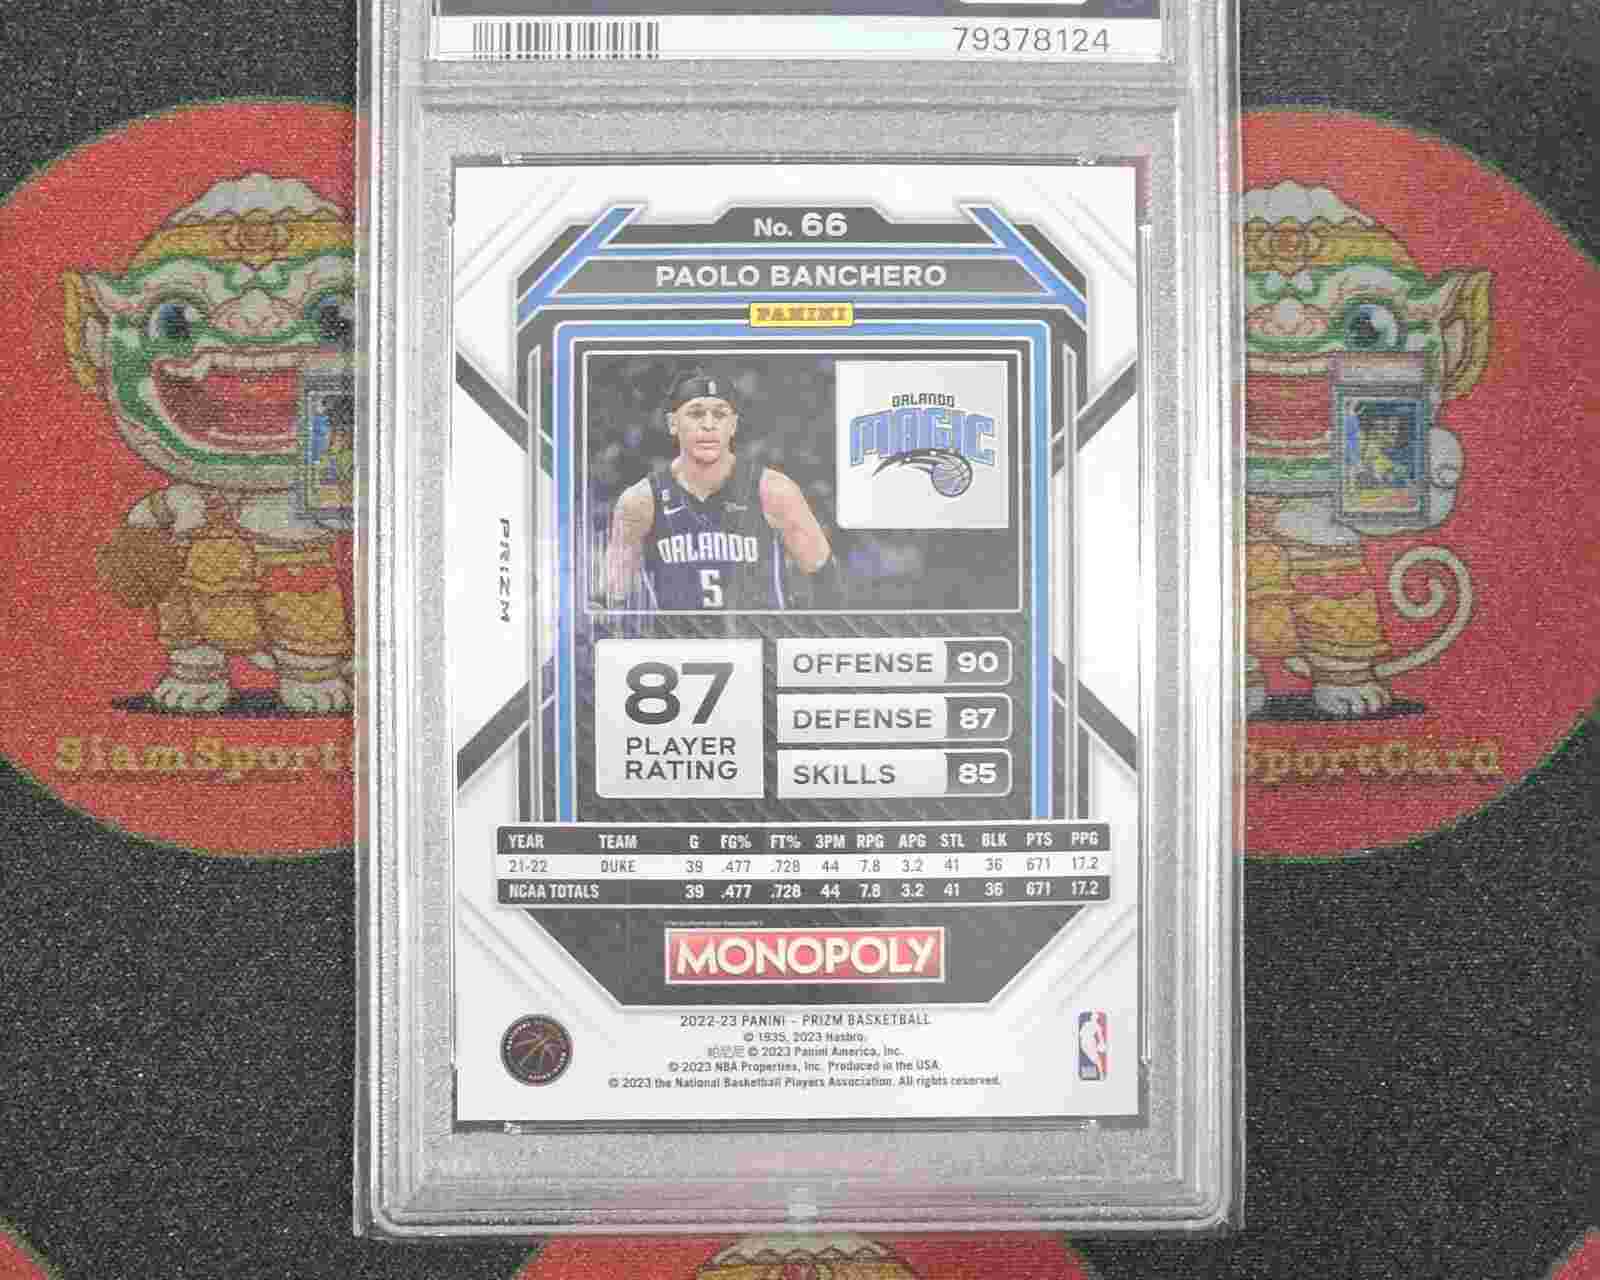 79378124
No. 66
PAOLO BANCHERO
PANINI
ORLANDO
MAGIC
ORLANDO
5
PRIZM
87
PLAYER
RATING
OFFENSE 90
DEFENSE 87
SKILLS 85
YEAR TEAM G FG% FT% 3PM RPG APG STL BLK PTS PPG
21-22 DUKE 39 .477 .728 44 7.8 3.2 41 36 671 17.2
NCAA TOTALS 39 .477 .728 44 7.8 3.2 41 36 671 17.2
MONOPOLY
2022-23 PANINI - PRIZM BASKETBALL
© 1935, 2023 Hasbro.
帕尼尼 © 2023 Panini America, Inc.
© 2023 NBA Properties, Inc. Produced in the USA.
© 2023 the National Basketball Players Association. All rights reserved.
SiamSport
SportCard